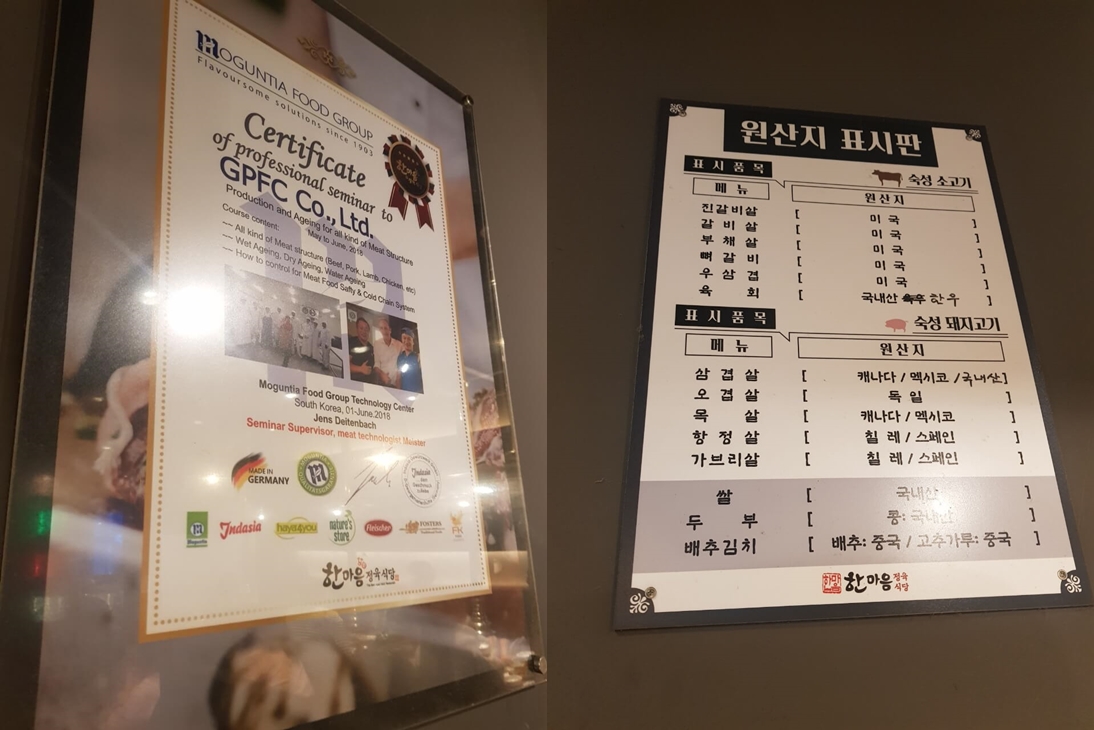 MOGUNTIA FOOD GROUP
Flavoursome solutions since 1903
Certificate
of professional seminar to
GPFC Co., Ltd.
Production and Ageing for all kind of Meat Structure
May to June, 2018
Course content:
— All kind of Meat structure (Beef, Pork, Lamb, Chicken, etc)
— Wet Ageing, Dry Ageing, Water Ageing
— How to control for Meat Food Safty & Cold Chain System
Moguntia Food Group Technology Center
South Korea, 01-June.2018
Jens Deitenbach
Seminar Supervisor, meat technologist Meister
MADE IN GERMANY
Moguntia Indasia nature's store Fleischer FOSTERS
한마음 정육식당
원산지 표시판
표시품목
숙성 소고기
메뉴 원산지
진갈비살 [ 미국 ]
갈비살 [ 미국 ]
부채살 [ 미국 ]
뼈갈비 [ 미국 ]
우삼겹 [ 미국 ]
육회 [ 국내산 한우 ]
표시품목
숙성 돼지고기
메뉴 원산지
삼겹살 [ 캐나다 / 멕시코 / 국내산 ]
오겹살 [ 독일 ]
목살 [ 캐나다 / 멕시코 ]
항정살 [ 칠레 / 스페인 ]
가브리살 [ 칠레 / 스페인 ]
쌀 [ 국내산 ]
두부 [ 콩: 국내산 ]
배추김치 [ 배추: 중국 / 고추가루: 중국 ]
한마음 정육식당